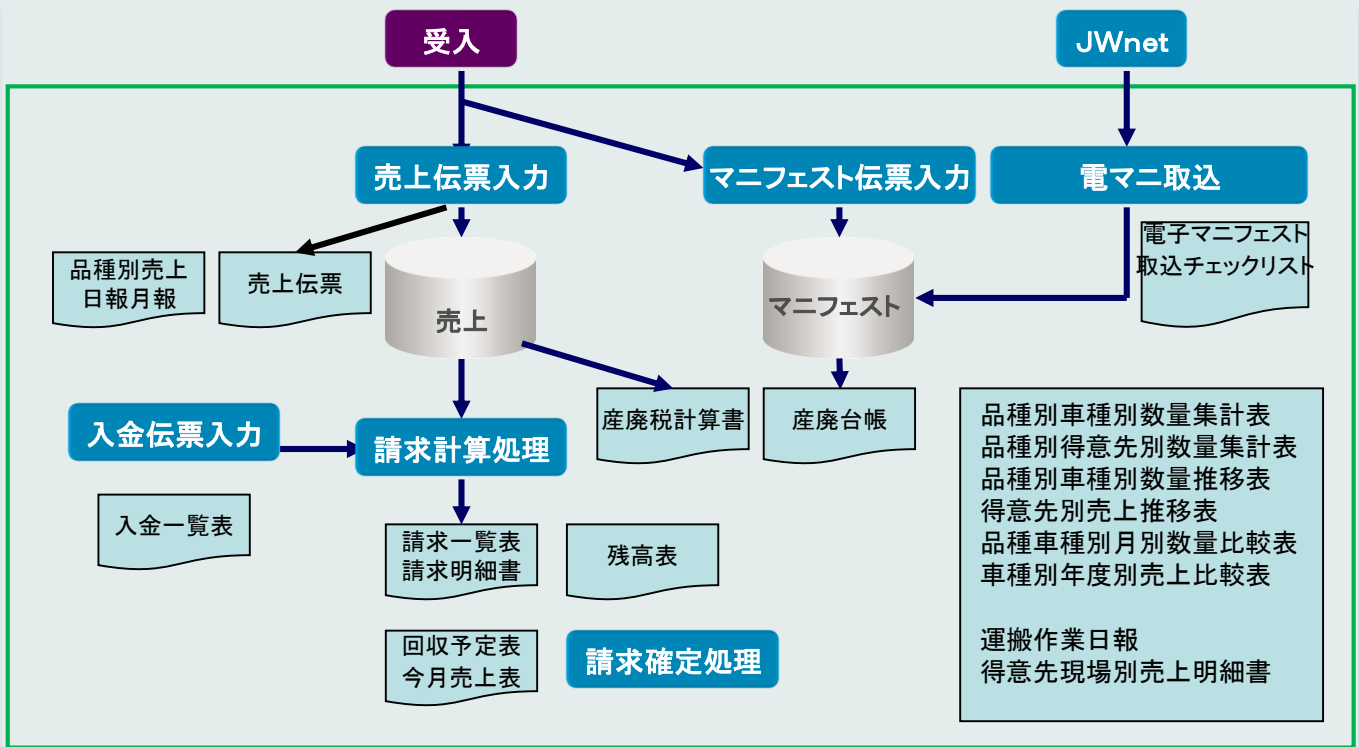 受入
JWnet
売上伝票入力
マニフェスト伝票入力
電マニ取込
品種別売上
日報月報
売上伝票
売上
マニフェスト
電子マニフェスト
取込チェックリスト
入金伝票入力
請求計算処理
産廃税計算書
産廃台帳
入金一覧表
請求一覧表
請求明細書
残高表
回収予定表
今月売上表
請求確定処理
品種別車種別数量集計表
品種別得意先別数量集計表
品種別車種別数量推移表
得意先別売上推移表
品種車種別月別数量比較表
車種別年度別売上比較表
運搬作業日報
得意先現場別売上明細書